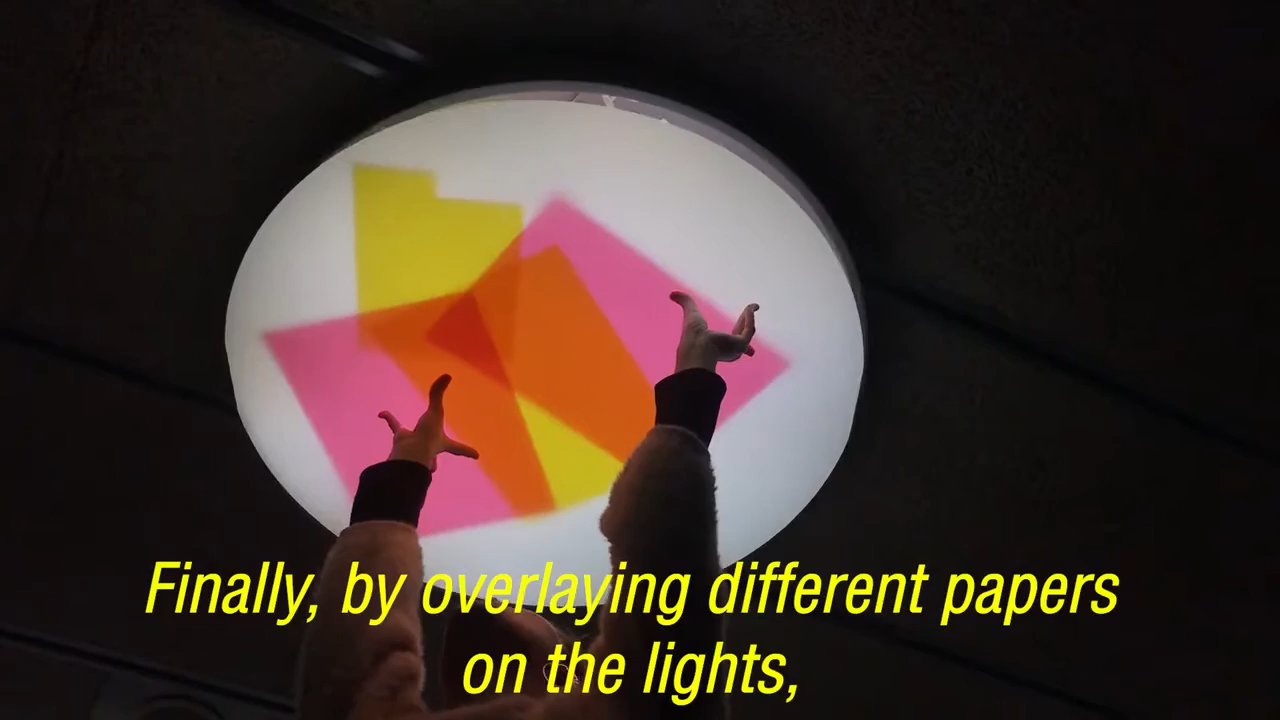 Finally, by overlaying different papers
on the lights,